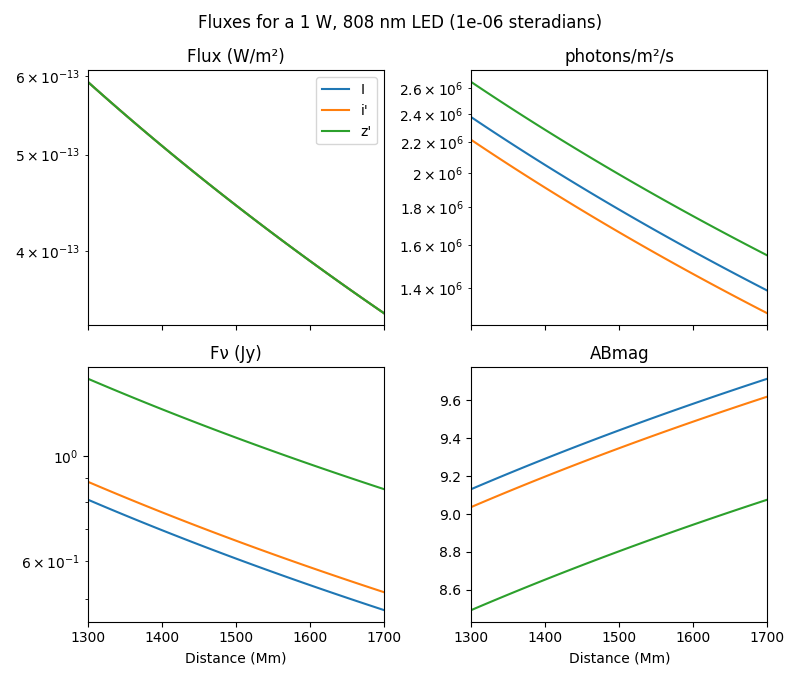 Fluxes for a 1 W, 808 nm LED (1e-06 steradians)
Flux (W/m²)
6 × 10⁻¹³
5 × 10⁻¹³
4 × 10⁻¹³
I
i'
z'
photons/m²/s
2.6 × 10⁶
2.4 × 10⁶
2.2 × 10⁶
2 × 10⁶
1.8 × 10⁶
1.6 × 10⁶
1.4 × 10⁶
Fν (Jy)
10⁰
6 × 10⁻¹
1300 1400 1500 1600 1700
Distance (Mm)
ABmag
9.6
9.4
9.2
9.0
8.8
8.6
1300 1400 1500 1600 1700
Distance (Mm)